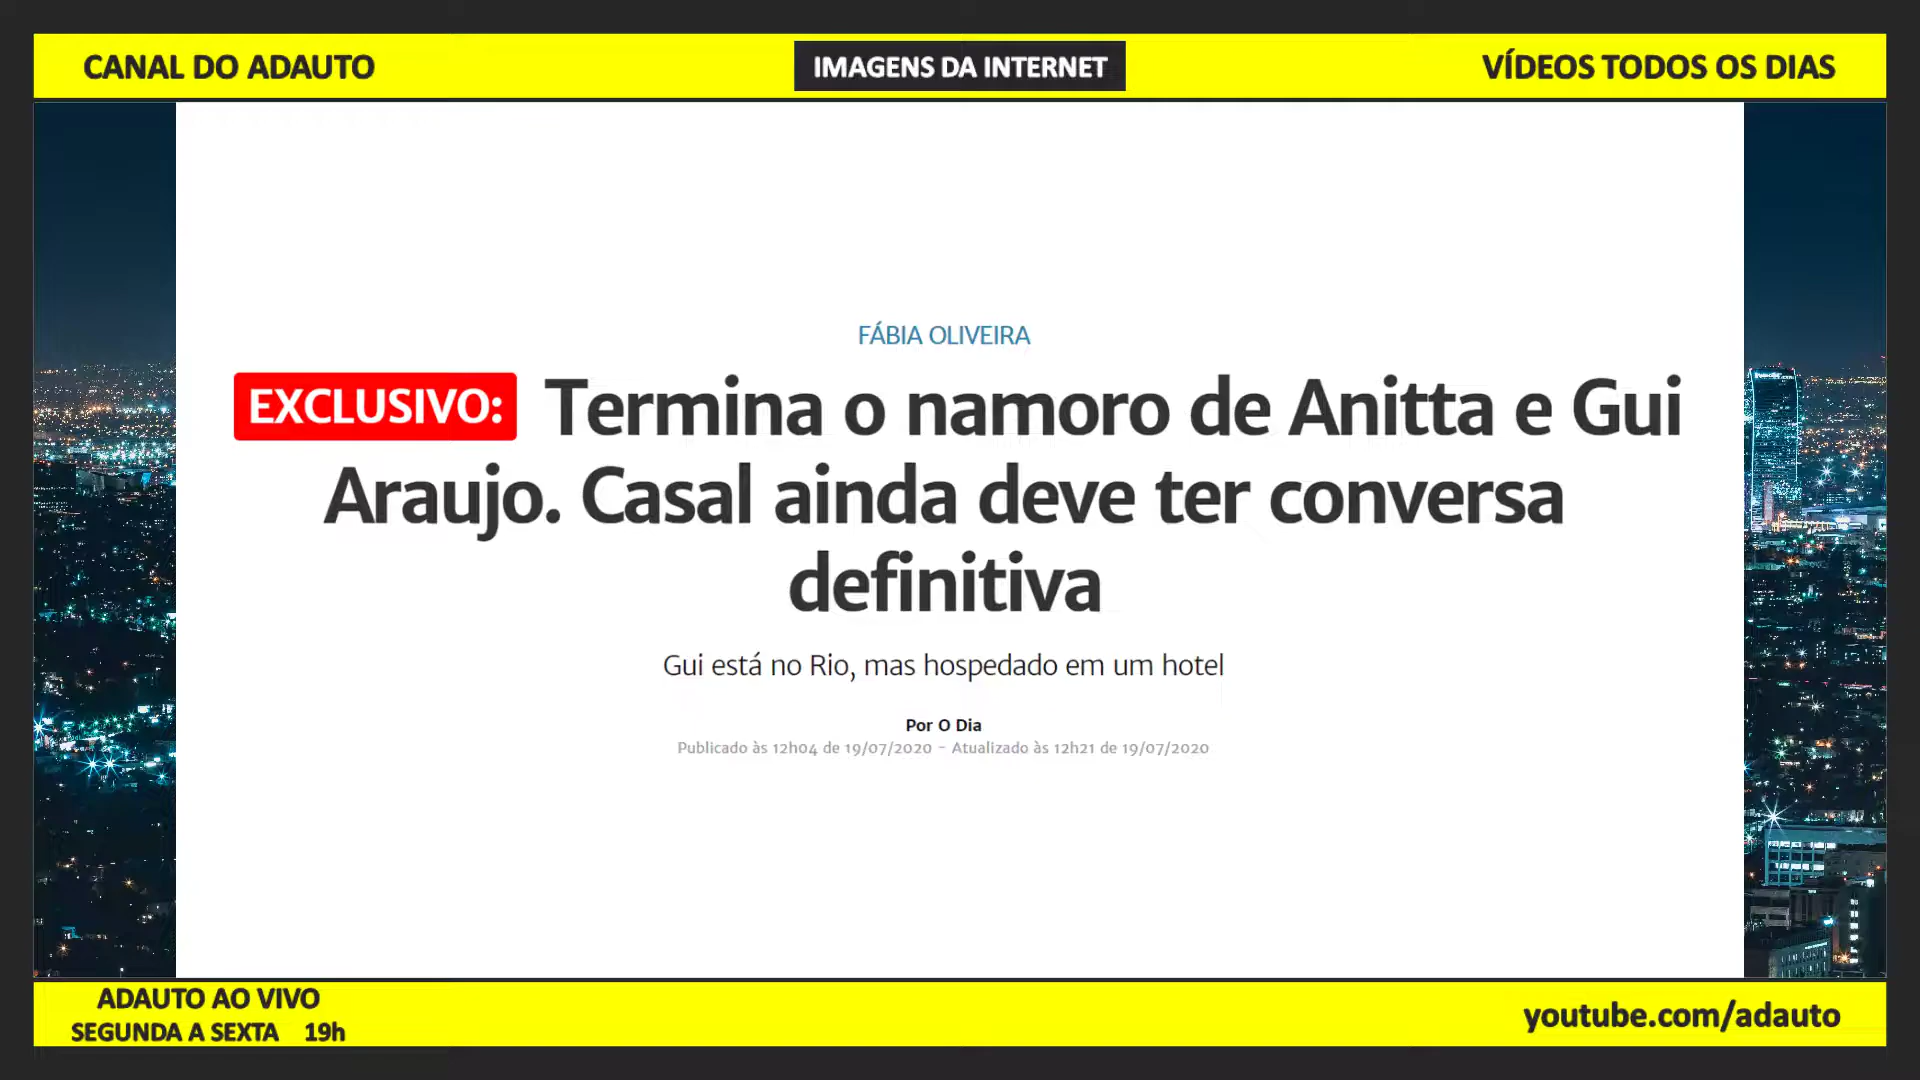 CANAL DO ADAUTO
IMAGENS DA INTERNET
VÍDEOS TODOS OS DIAS
FÁBIA OLIVEIRA
EXCLUSIVO: Termina o namoro de Anitta e Gui
Araujo. Casal ainda deve ter conversa
definitiva
Gui está no Rio, mas hospedado em um hotel
Por O Dia
Publicado às 12h04 de 19/07/2020 - Atualizado às 12h21 de 19/07/2020
ADAUTO AO VIVO
SEGUNDA A SEXTA 19h
youtube.com/adauto